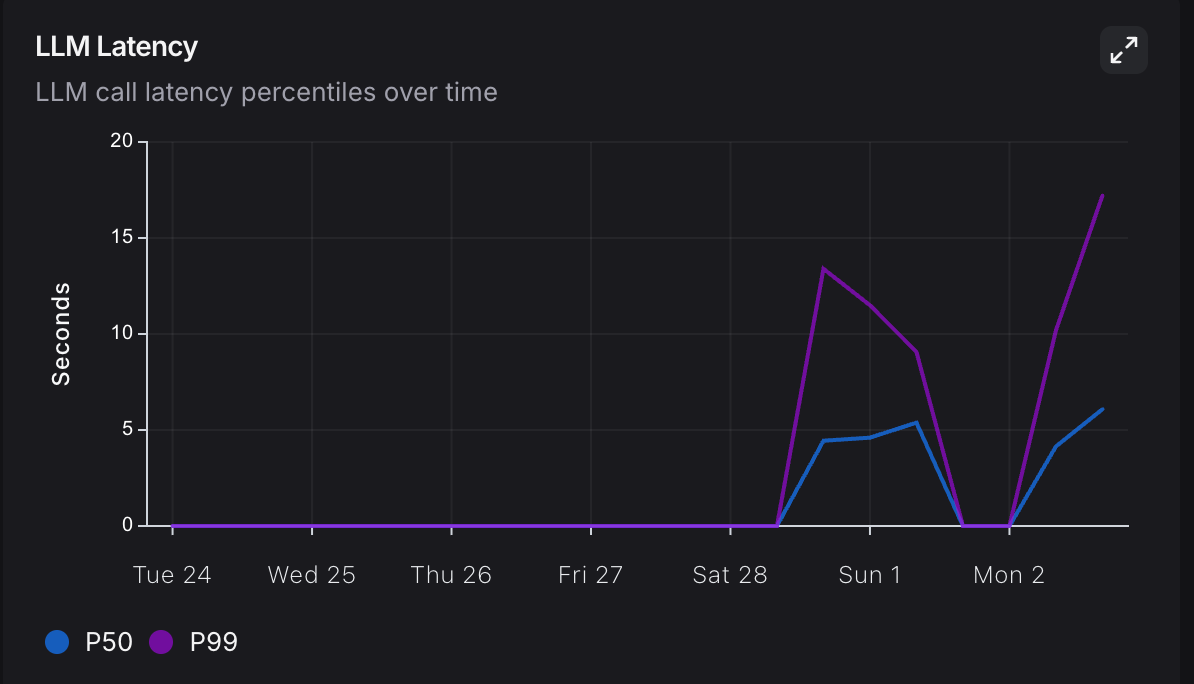 LLM Latency
LLM call latency percentiles over time
20
15
10
5
0
Seconds
Tue 24 Wed 25 Thu 26 Fri 27 Sat 28 Sun 1 Mon 2
P50 P99